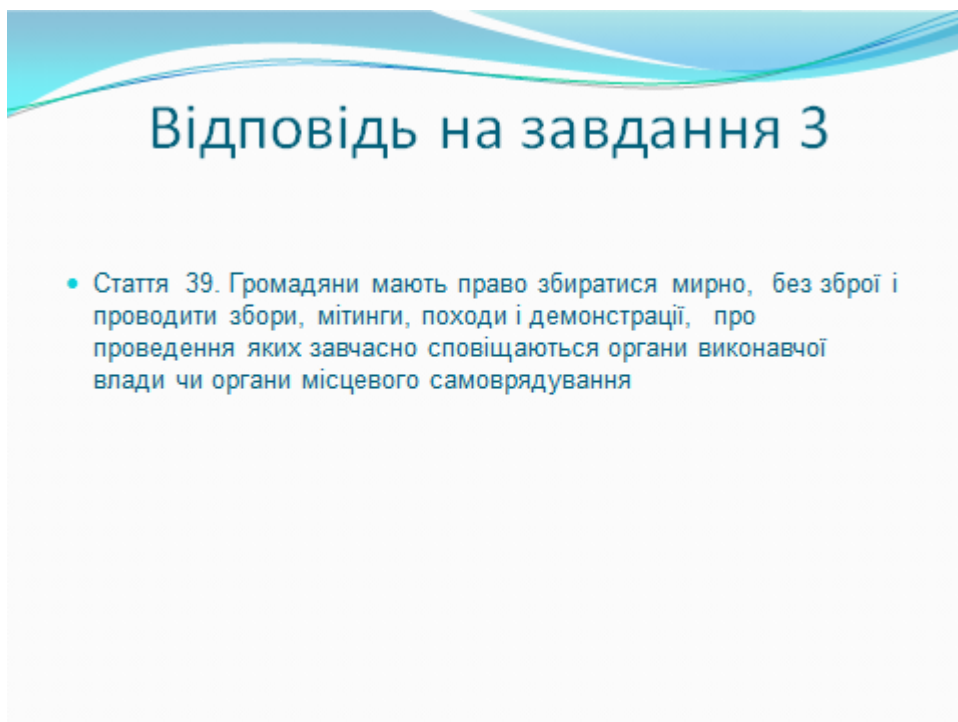 Відповідь на завдання 3
• Стаття 39. Громадяни мають право збиратися мирно, без зброї і
проводити збори, мітинги, походи і демонстрації, про
проведення яких завчасно сповіщаються органи виконавчої
влади чи органи місцевого самоврядування